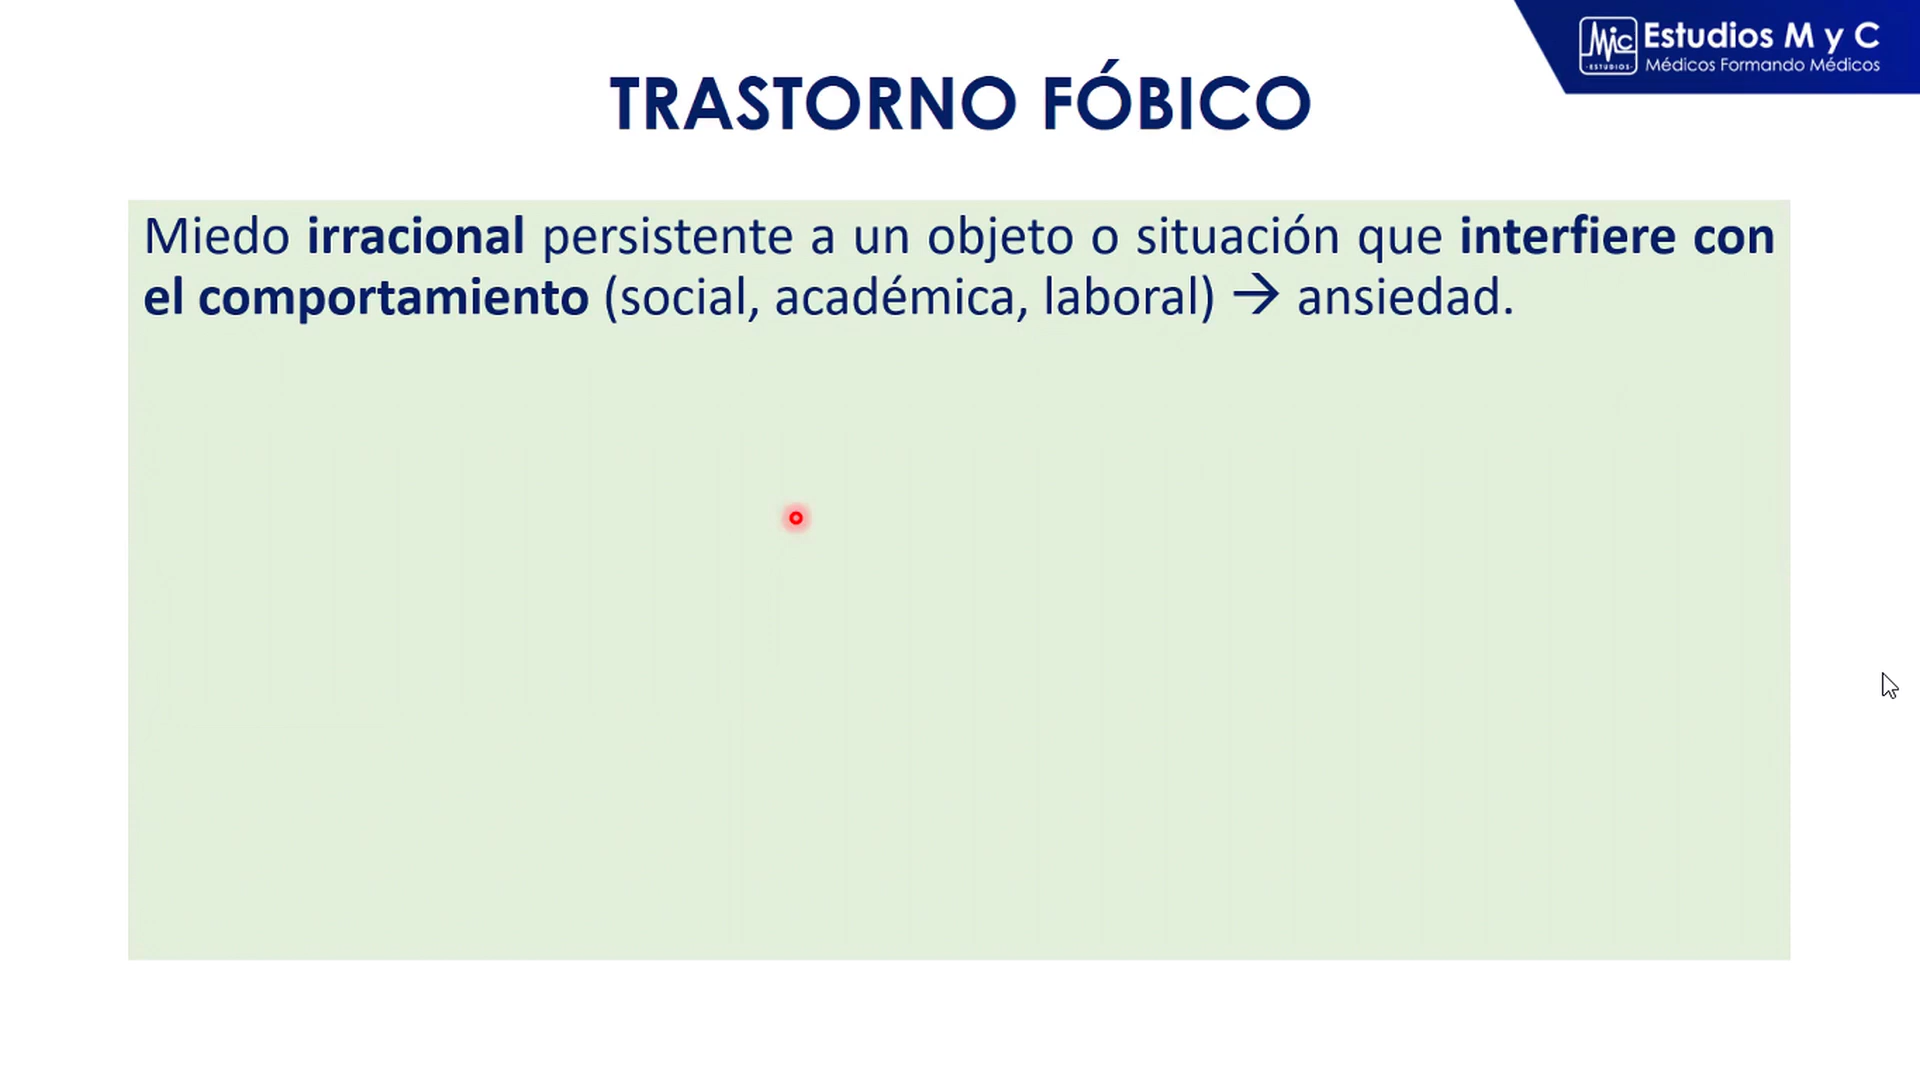 Estudios M y C
Médicos Formando Médicos
MyC
ESTUDIOS
TRASTORNO FÓBICO
Miedo irracional persistente a un objeto o situación que interfiere con
el comportamiento (social, académica, laboral) → ansiedad.